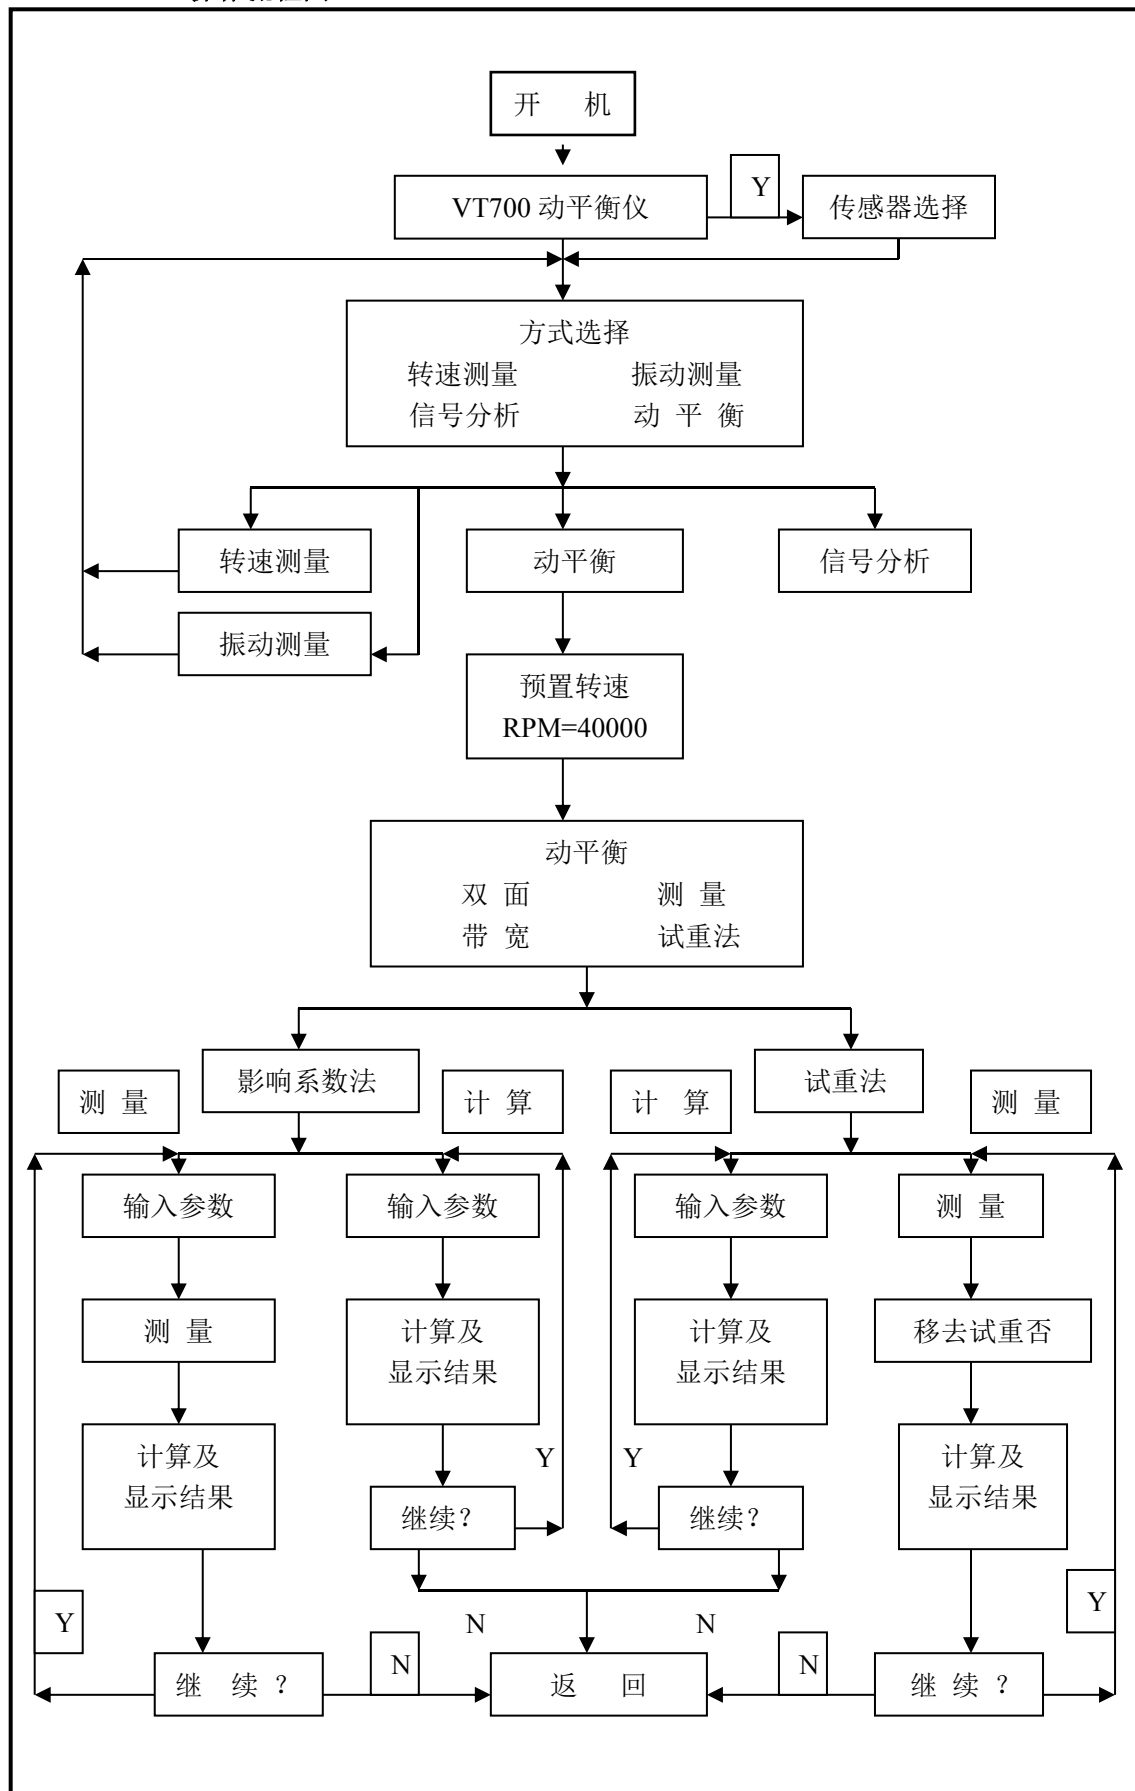 开 机
VT700 动平衡仪
Y
传感器选择
方式选择
转速测量 振动测量
信号分析 动 平 衡
转速测量
动平衡
信号分析
振动测量
预置转速
RPM=40000
动平衡
双 面 测 量
带 宽 试重法
影响系数法
试重法
测 量
计 算
计 算
测 量
输入参数
输入参数
输入参数
测 量
测 量
计算及
显示结果
计算及
显示结果
移去试重否
计算及
显示结果
Y
Y
计算及
显示结果
继续?
继续?
Y
N
N
Y
继 续 ?
N
返 回
N
继 续 ?